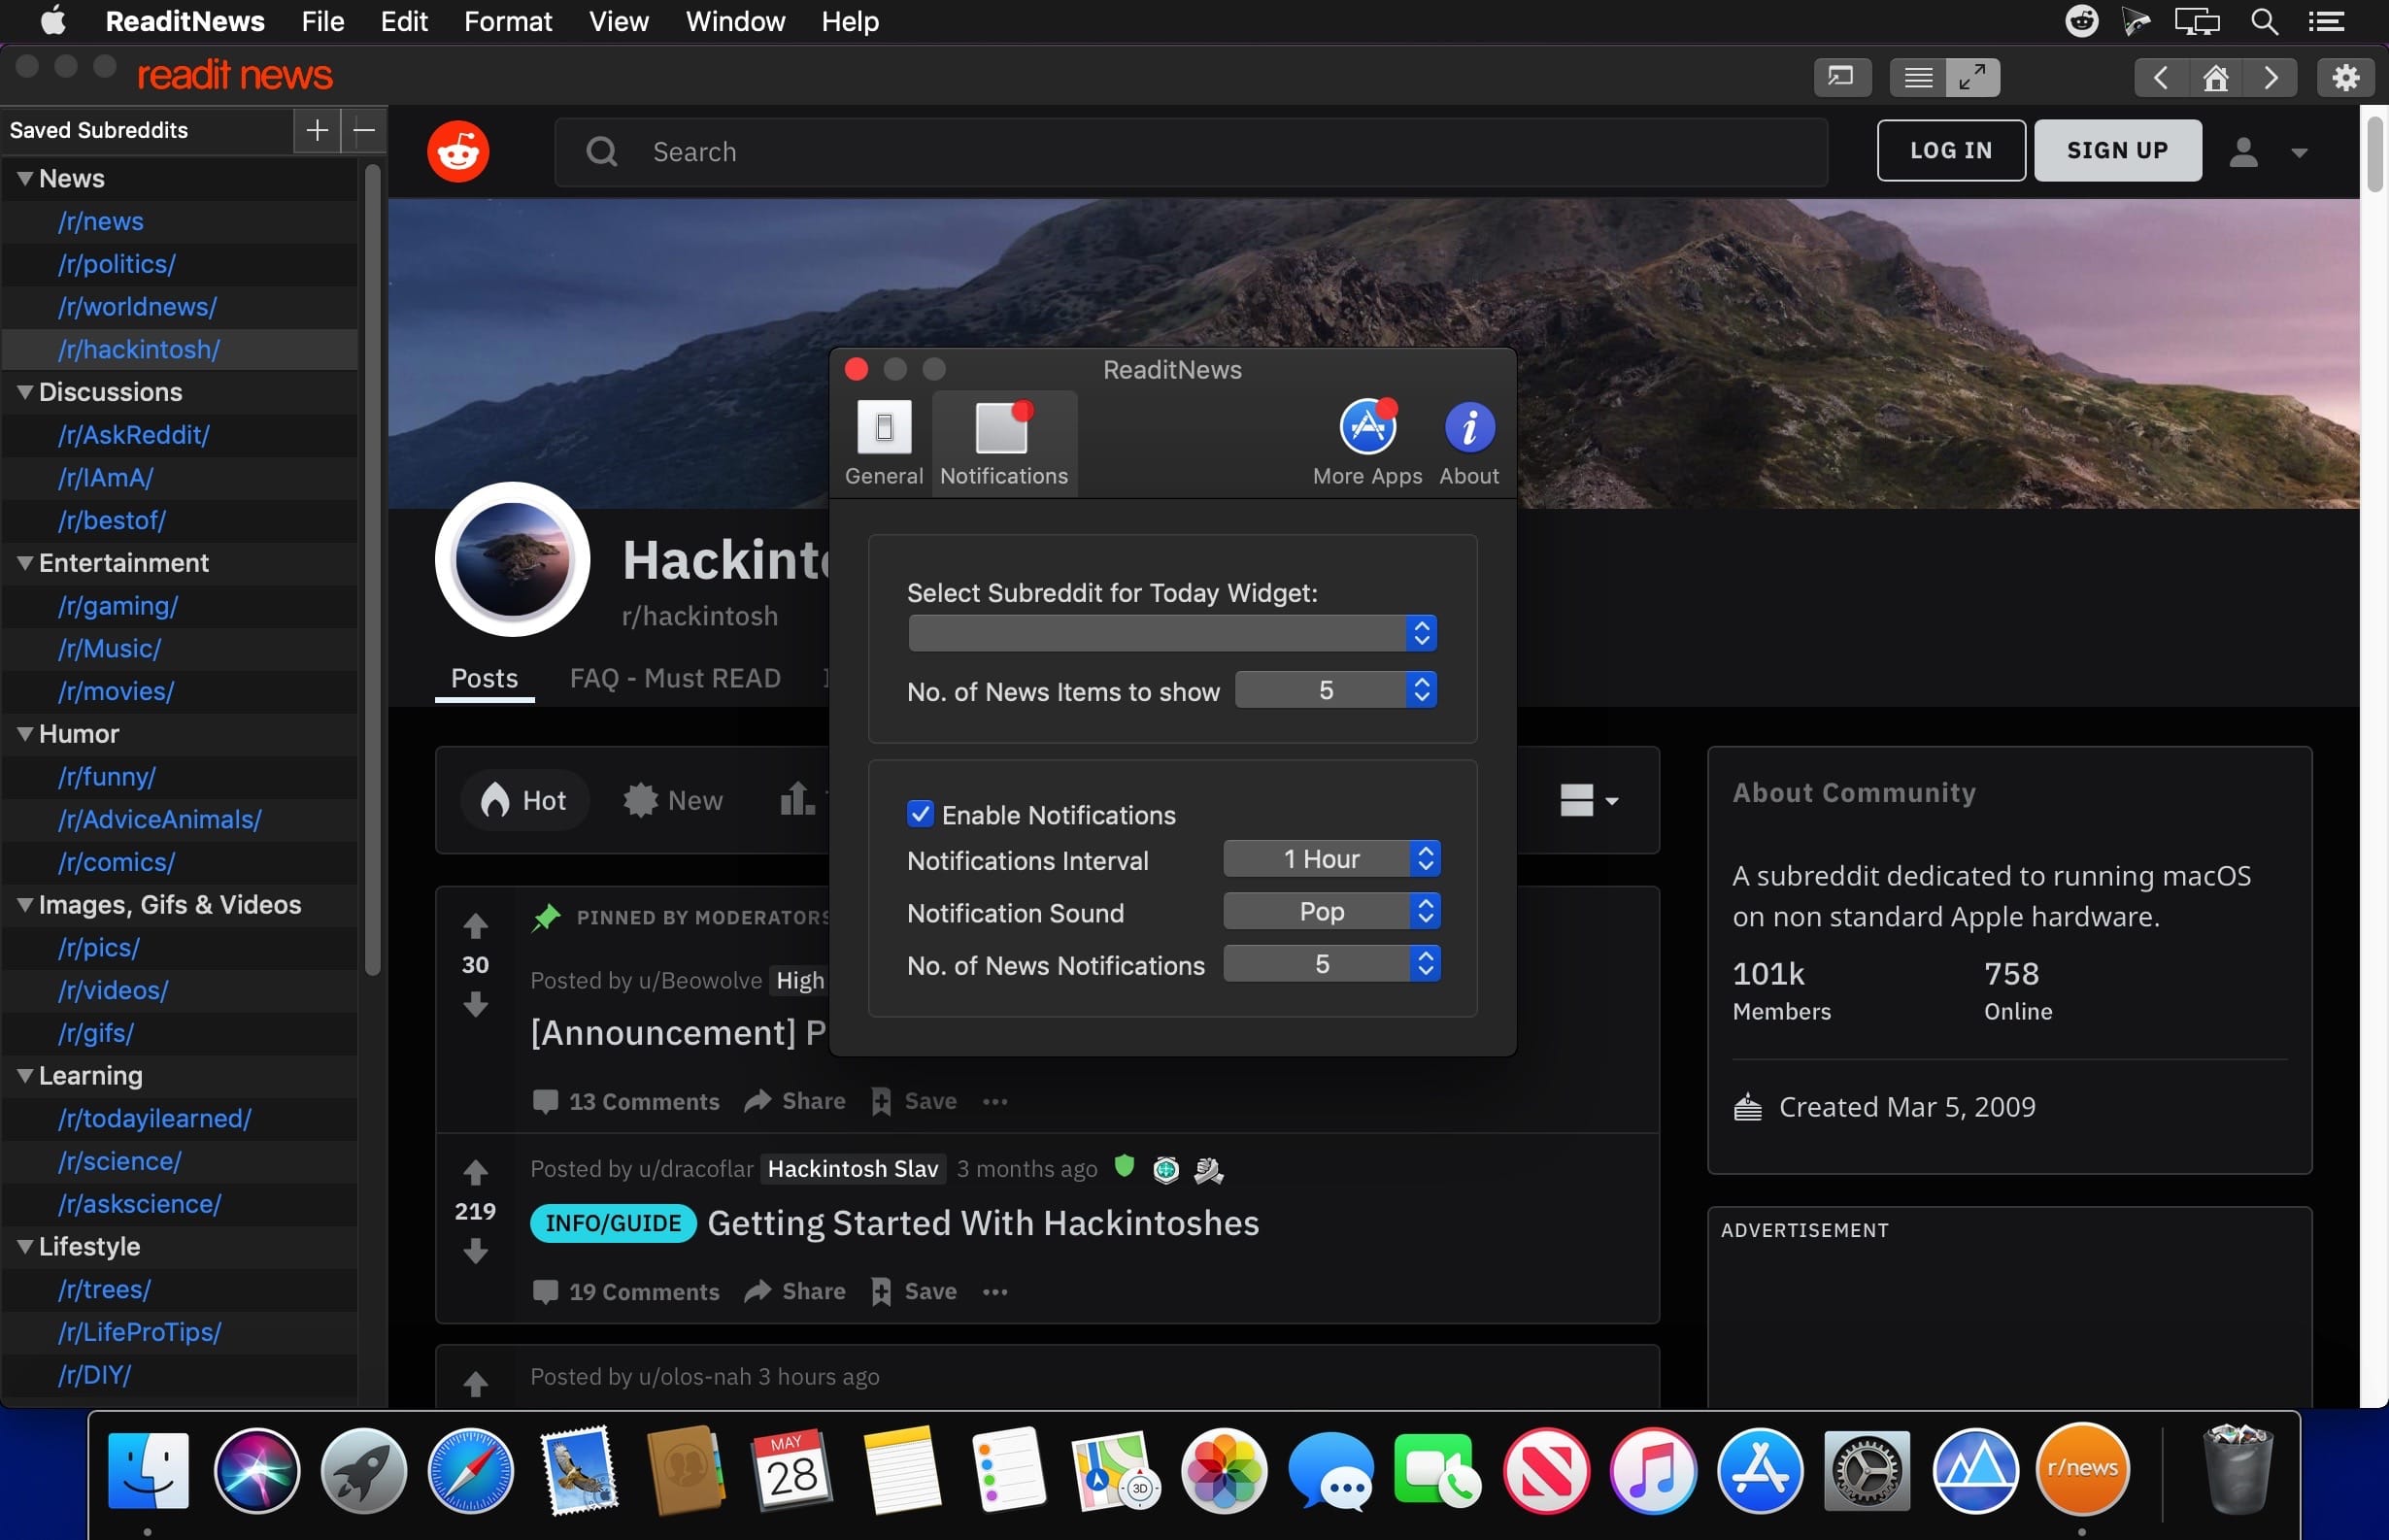 ReaditNews File Edit Format View Window Help
readit news
Saved Subreddits
News
/r/news
/r/politics/
/r/worldnews/
/r/hackintosh/
Discussions
/r/AskReddit/
/r/IAmA/
/r/bestof/
Entertainment
/r/gaming/
/r/Music/
/r/movies/
Humor
/r/funny/
/r/AdviceAnimals/
/r/comics/
Images, Gifs & Videos
/r/pics/
/r/videos/
/r/gifs/
Learning
/r/todayilearned/
/r/science/
/r/askscience/
Lifestyle
/r/trees/
/r/LifeProTips/
/r/DIY/
Search
LOG IN
SIGN UP
Hackint
r/hackintosh
Posts FAQ - Must READ
Hot New
PINNED BY MODERATORS
30
Posted by u/Beowolve High
[Announcement] P
13 Comments Share Save
Posted by u/dracoflar Hackintosh Slav 3 months ago
219
INFO/GUIDE Getting Started With Hackintoshes
19 Comments Share Save
Posted by u/olos-nah 3 hours ago
ReaditNews
General Notifications More Apps About
Select Subreddit for Today Widget:
No. of News Items to show 5
Enable Notifications
Notifications Interval 1 Hour
Notification Sound Pop
No. of News Notifications 5
About Community
A subreddit dedicated to running macOS
on non standard Apple hardware.
101k 758
Members Online
Created Mar 5, 2009
ADVERTISEMENT
MAY
28
3D
r/news